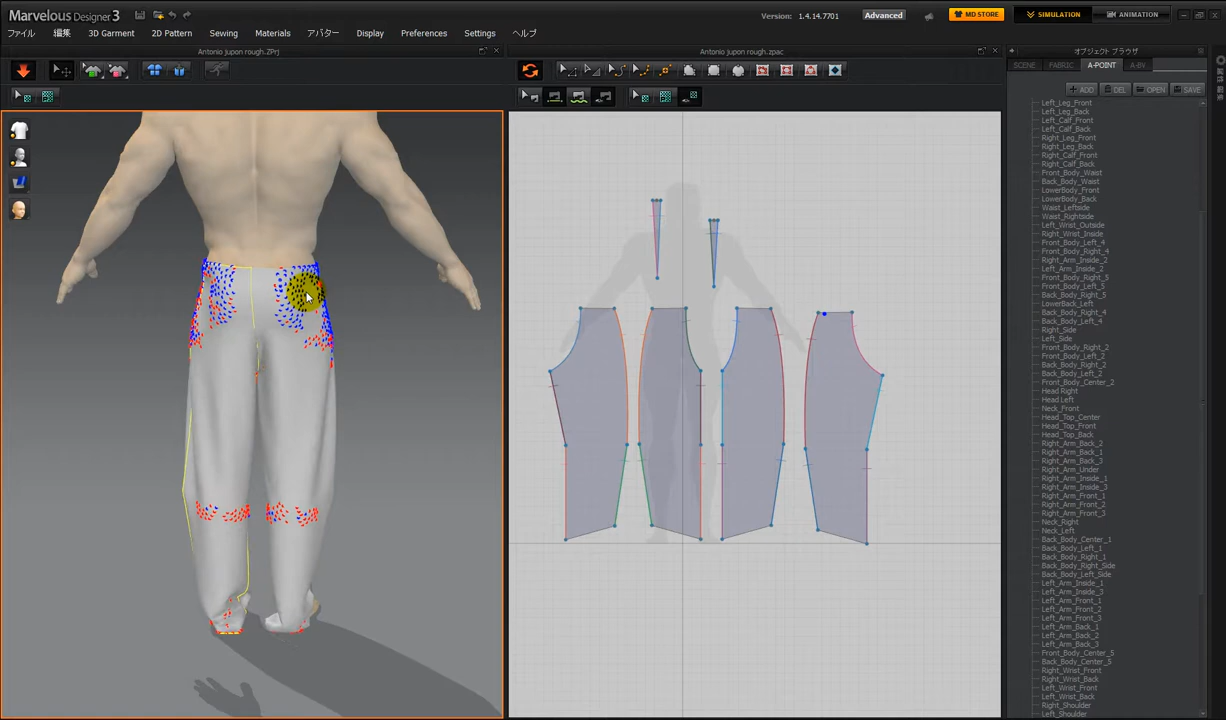 Marvelous Designer 3
Version: 1.4.14.7701
Advanced
MD STORE
SIMULATION
ANIMATION
ファイル
編集
3D Garment
2D Pattern
Sewing
Materials
アバター
Display
Preferences
Settings
ヘルプ
Antonio jupon rough.ZPrj
Antonio jupon rough.zpac
オブジェクト ブラウザ
SCENE
FABRIC
A-POINT
A-BV
ADD
DEL
OPEN
SAVE
Left_Leg_Front
Left_Leg_Back
Left_Calf_Front
Left_Calf_Back
Right_Leg_Front
Right_Leg_Back
Right_Calf_Front
Right_Calf_Back
Front_Body_Waist
Back_Body_Waist
LowerBody_Front
LowerBody_Back
Waist_Leftside
Waist_Rightside
Left_Wrist_Outside
Right_Wrist_Inside
Front_Body_Left_4
Front_Body_Right_4
Right_Arm_Inside_2
Left_Arm_Inside_2
Front_Body_Right_5
Front_Body_Left_5
Back_Body_Right_5
LowerBack_Left
Back_Body_Right_4
Back_Body_Left_4
Right_Side
Left_Side
Front_Body_Right_2
Front_Body_Left_2
Back_Body_Right_2
Back_Body_Left_2
Front_Body_Center_2
Head Right
Head Left
Neck_Front
Head_Top_Center
Head_Top_Front
Head_Top_Back
Right_Arm_Back_2
Right_Arm_Back_1
Right_Arm_Back_3
Right_Arm_Under
Right_Arm_Inside_1
Right_Arm_Inside_3
Right_Arm_Front_1
Right_Arm_Front_2
Right_Arm_Front_3
Neck_Right
Neck_Left
Back_Body_Center_1
Back_Body_Left_1
Back_Body_Right_1
Back_Body_Right_Side
Back_Body_Left_Side
Left_Arm_Inside_1
Left_Arm_Inside_3
Left_Arm_Front_1
Left_Arm_Front_2
Left_Arm_Front_3
Left_Arm_Back_1
Left_Arm_Back_2
Left_Arm_Back_3
Front_Body_Center_5
Back_Body_Center_5
Right_Wrist_Front
Right_Wrist_Back
Left_Wrist_Front
Left_Wrist_Back
Right_Shoulder
Left_Shoulder